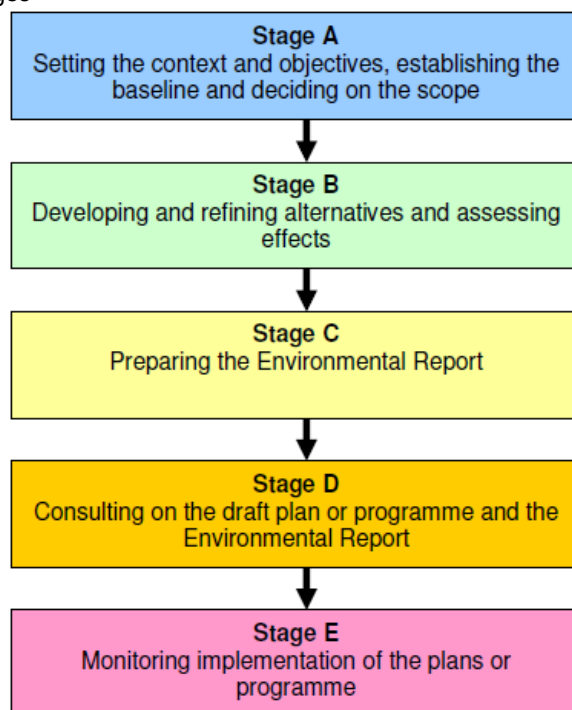 Stage A
Setting the context and objectives, establishing the
baseline and deciding on the scope
Stage B
Developing and refining alternatives and assessing
effects
Stage C
Preparing the Environmental Report
Stage D
Consulting on the draft plan or programme and the
Environmental Report
Stage E
Monitoring implementation of the plans or
programme